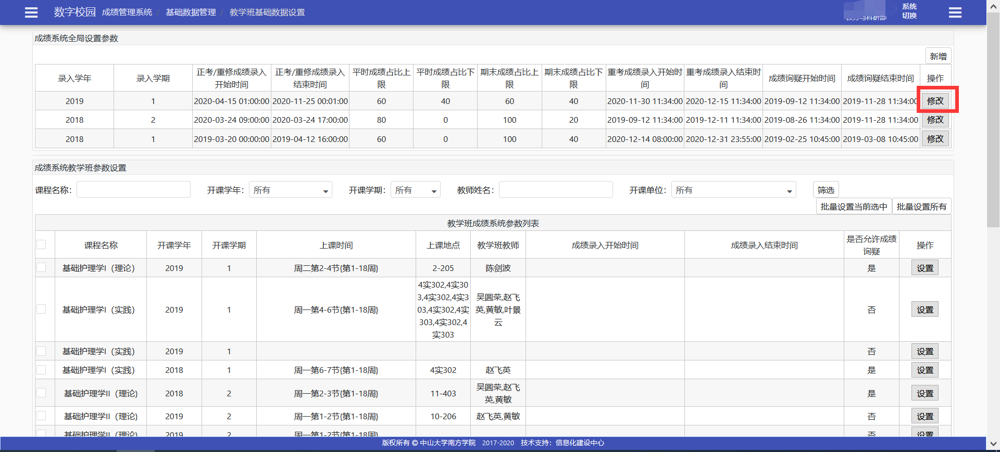 数字校园 成绩管理系统 / 基础数据管理 / 教学班基础数据设置
系统
切换
成绩系统全局设置参数
新增
录入学年 录入学期 正考/重修成绩录入开始时间 正考/重修成绩录入结束时间 平时成绩占比上限 平时成绩占比下限 期末成绩占比上限 期末成绩占比下限 重考成绩录入开始时间 重考成绩录入结束时间 成绩询疑开始时间 成绩询疑结束时间 操作
2019 1 2020-04-15 01:00:00 2020-11-25 00:01:00 60 40 60 40 2020-11-30 11:34:00 2020-12-15 11:34:00 2019-09-12 11:34:00 2019-11-28 11:34:00 修改
2018 2 2020-03-24 09:00:00 2020-03-24 17:00:00 80 0 100 20 2019-09-12 11:34:00 2019-12-11 11:34:00 2019-08-26 11:34:00 2019-11-28 11:34:00 修改
2018 1 2019-03-20 00:00:00 2019-04-12 16:00:00 60 0 100 40 2020-12-14 08:00:00 2020-12-31 23:55:00 2019-02-25 10:45:00 2019-03-08 10:45:00 修改
成绩系统教学班参数设置
课程名称: 开课学年: 所有 开课学期: 所有 教师姓名: 开课单位: 所有 筛选
批量设置当前选中 批量设置所有
教学班成绩系统参数列表
课程名称 开课学年 开课学期 上课时间 上课地点 教学班教师 成绩录入开始时间 成绩录入结束时间 是否允许成绩询疑 操作
基础护理学I（理论） 2019 1 周二第2-4节{第1-18周} 2-205 陈剑波 是 设置
基础护理学I（实践） 2019 1 周一第4-6节{第1-18周} 4实302,4实303,4实302,4实303,4实302,4实303,4实302,4实303 吴圆荣,赵飞英,黄敏,叶景云 否 设置
基础护理学I（实践） 2019 1 否 设置
基础护理学I（实践） 2018 1 周一第6-7节{第1-18周} 4实302 赵飞英 是 设置
基础护理学II（理论） 2018 2 周一第2-3节{第1-18周} 11-403 吴圆荣,赵飞英,黄敏 是 设置
基础护理学II（理论） 2019 2 周一第1-2节{第1-18周} 10-206 赵飞英,黄敏 否 设置
基础护理学II（理论） 2019 2 周一第1-2节{第1-18周} 否 设置
版权所有 © 中山大学南方学院 2017-2020 技术支持：信息化建设中心